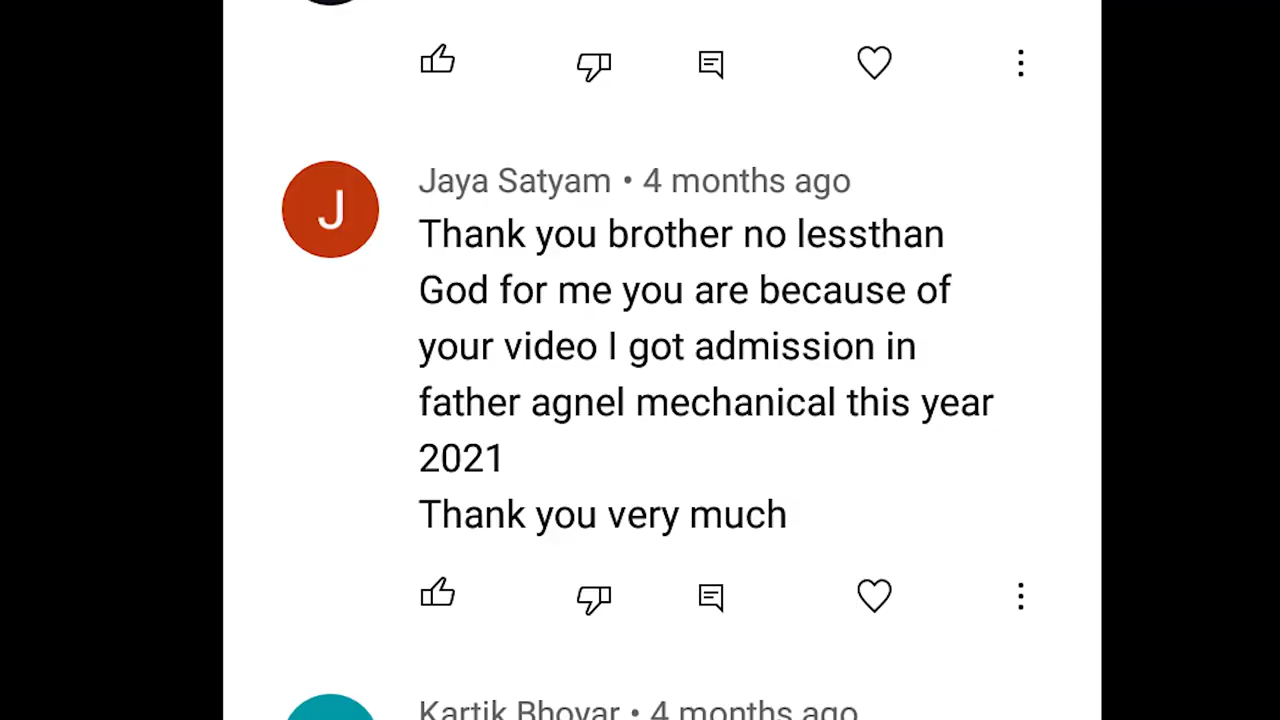 Jaya Satyam • 4 months ago
J
Thank you brother no lessthan
God for me you are because of
your video I got admission in
father agnel mechanical this year
2021
Thank you very much
Kartik Bhoyar • 4 months ago